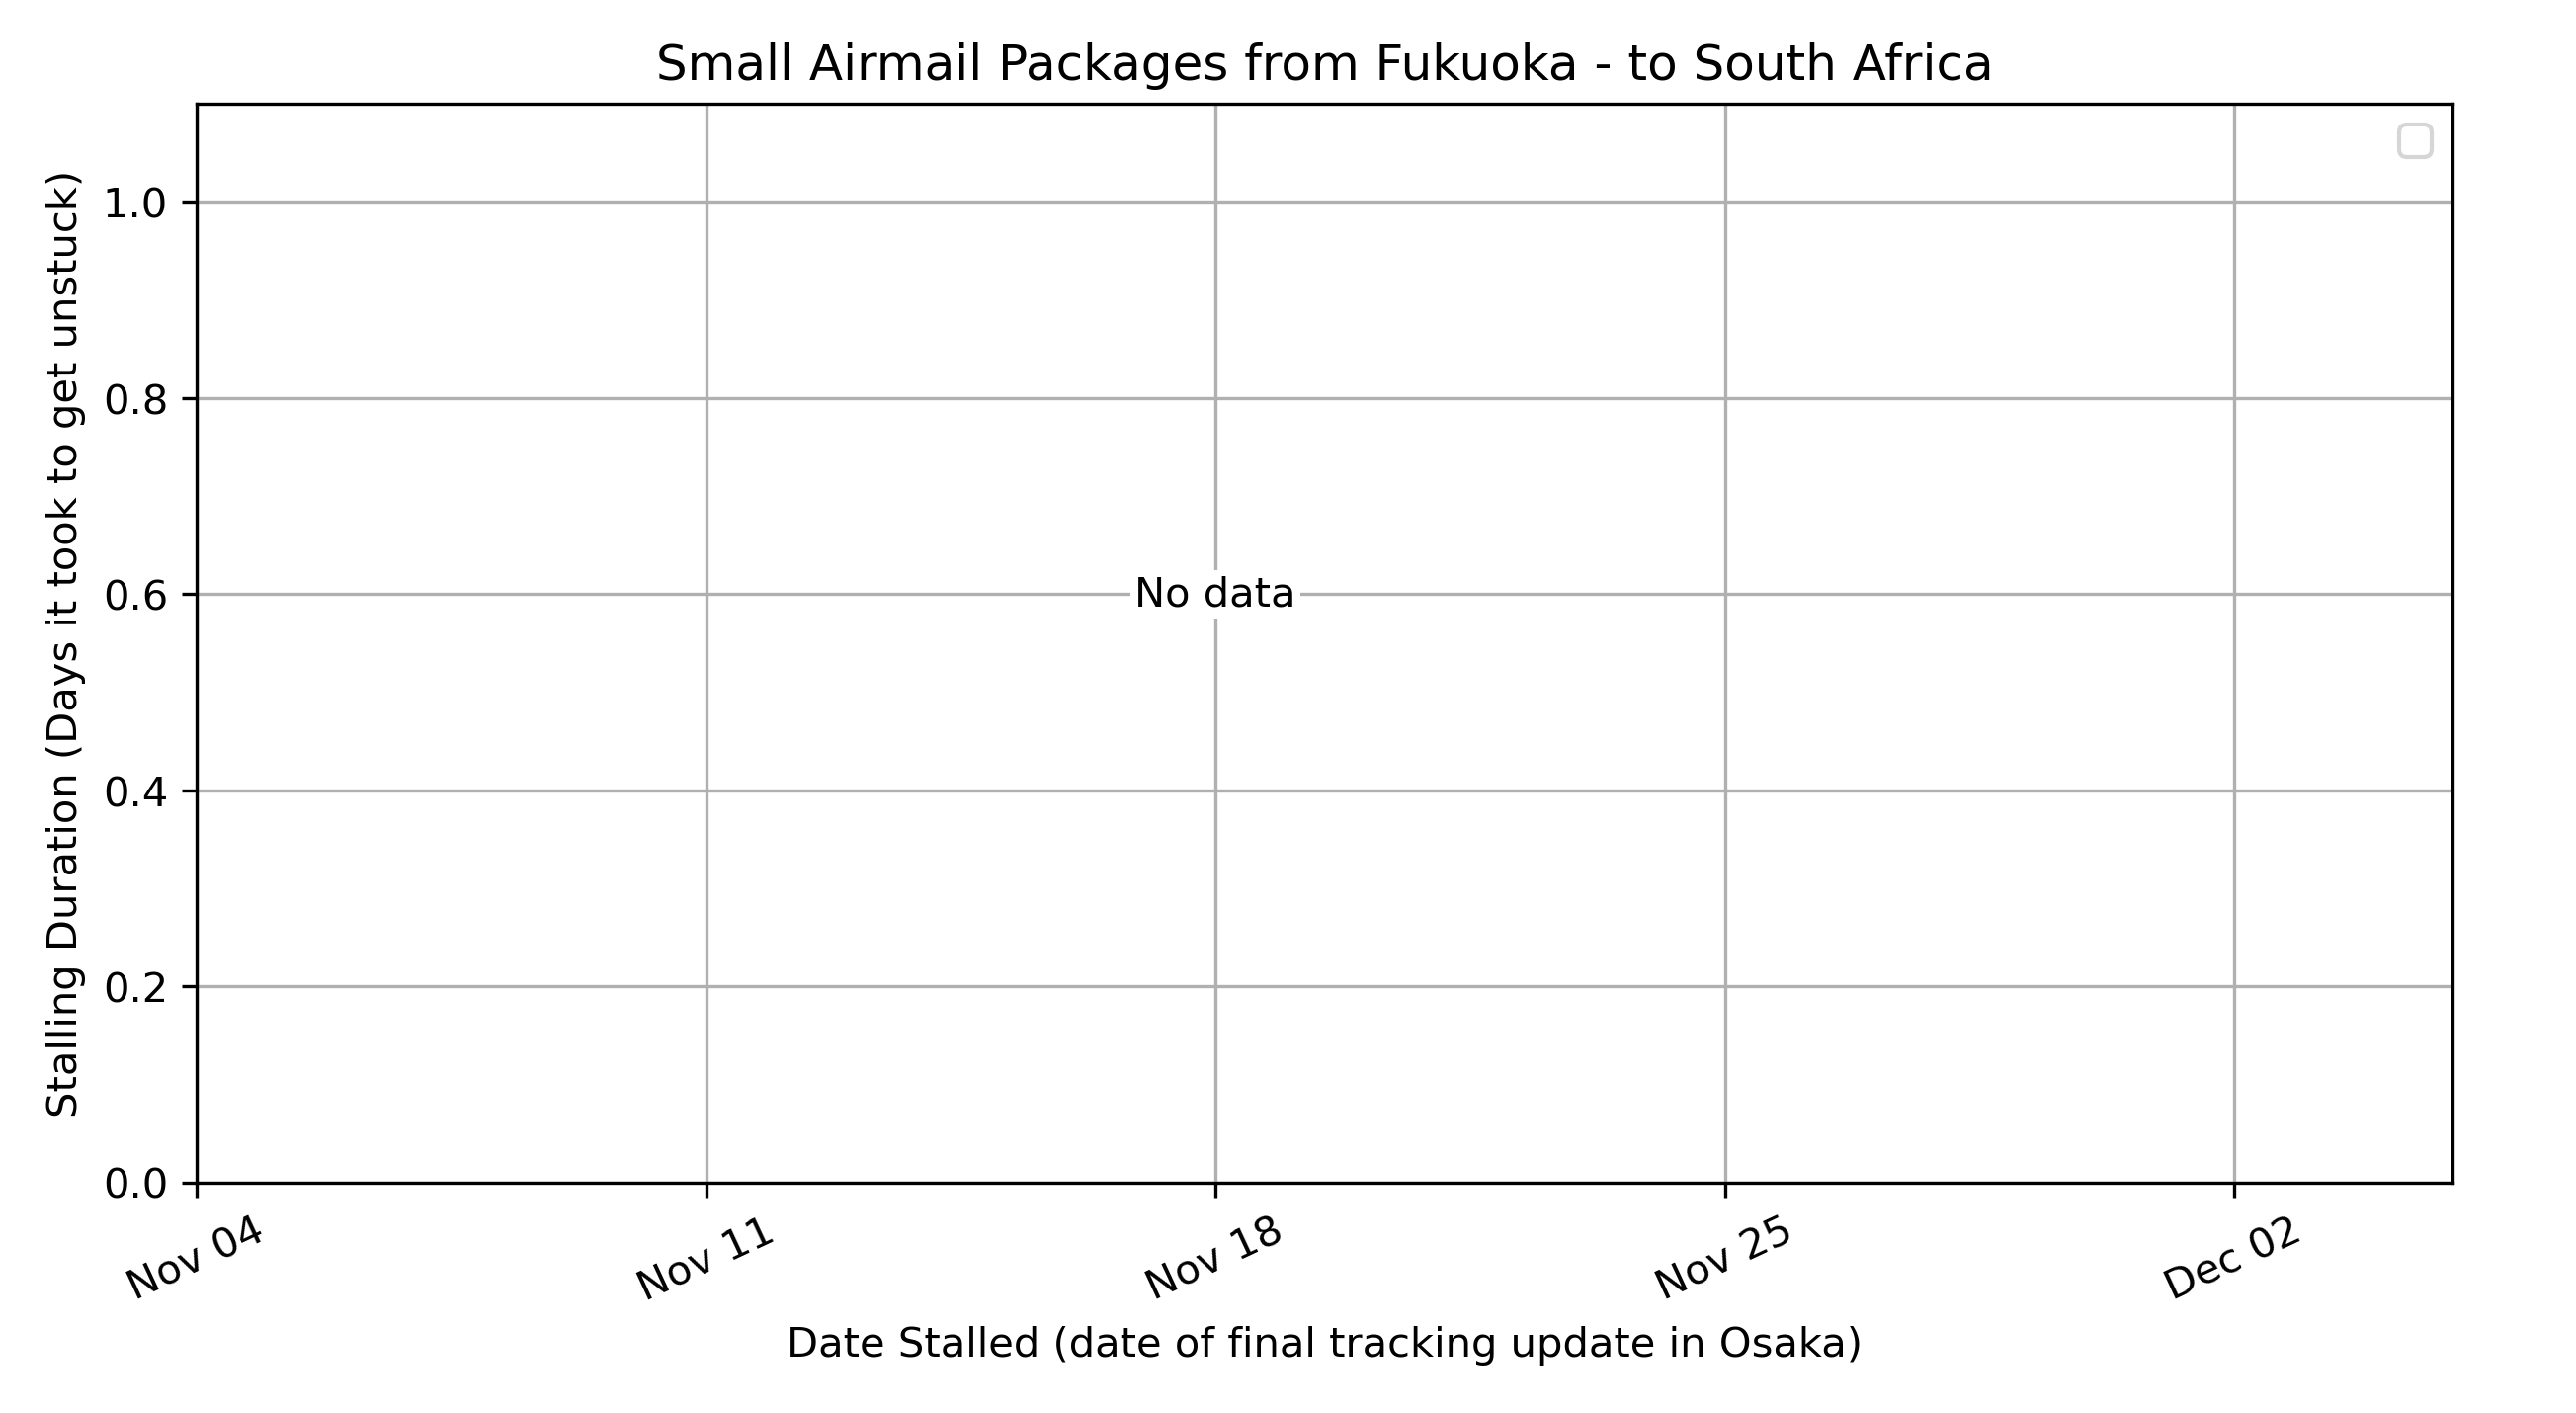 Small Airmail Packages from Fukuoka - to South Africa
Stalling Duration (Days it took to get unstuck)
1.0
0.8
0.6
0.4
0.2
0.0
No data
Nov 04
Nov 11
Nov 18
Nov 25
Dec 02
Date Stalled (date of final tracking update in Osaka)